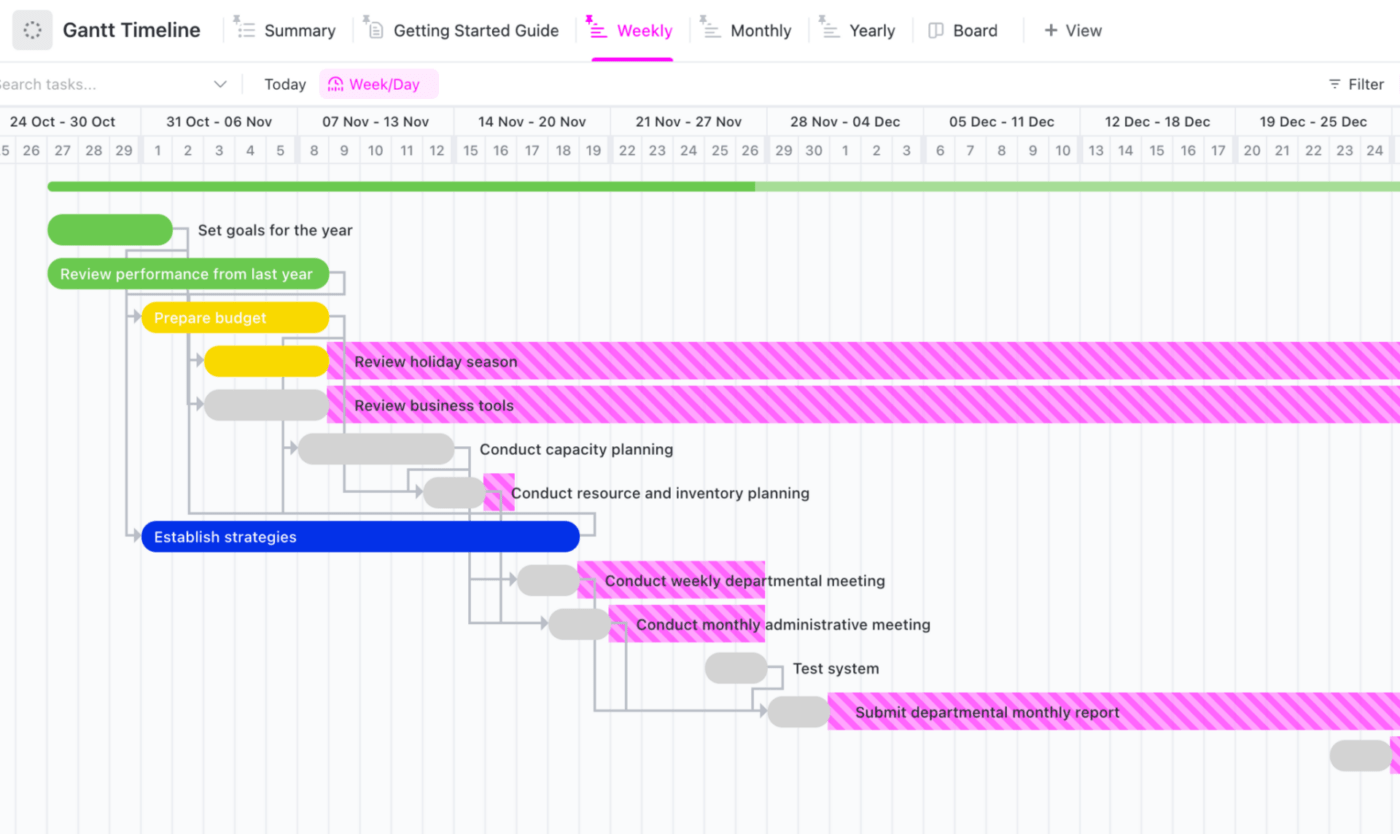 Gantt Timeline Summary Getting Started Guide Weekly Monthly Yearly Board + View
earch tasks... Today Week/Day Filter
24 Oct - 30 Oct 31 Oct - 06 Nov 07 Nov - 13 Nov 14 Nov - 20 Nov 21 Nov - 27 Nov 28 Nov - 04 Dec 05 Dec - 11 Dec 12 Dec - 18 Dec 19 Dec - 25 Dec
5 26 27 28 29 1 2 3 4 5 8 9 10 11 12 15 16 17 18 19 22 23 24 25 26 29 30 1 2 3 6 7 8 9 10 13 14 15 16 17 20 21 22 23 24
Set goals for the year
Review performance from last year
Prepare budget
Review holiday season
Review business tools
Conduct capacity planning
Conduct resource and inventory planning
Establish strategies
Conduct weekly departmental meeting
Conduct monthly administrative meeting
Test system
Submit departmental monthly report